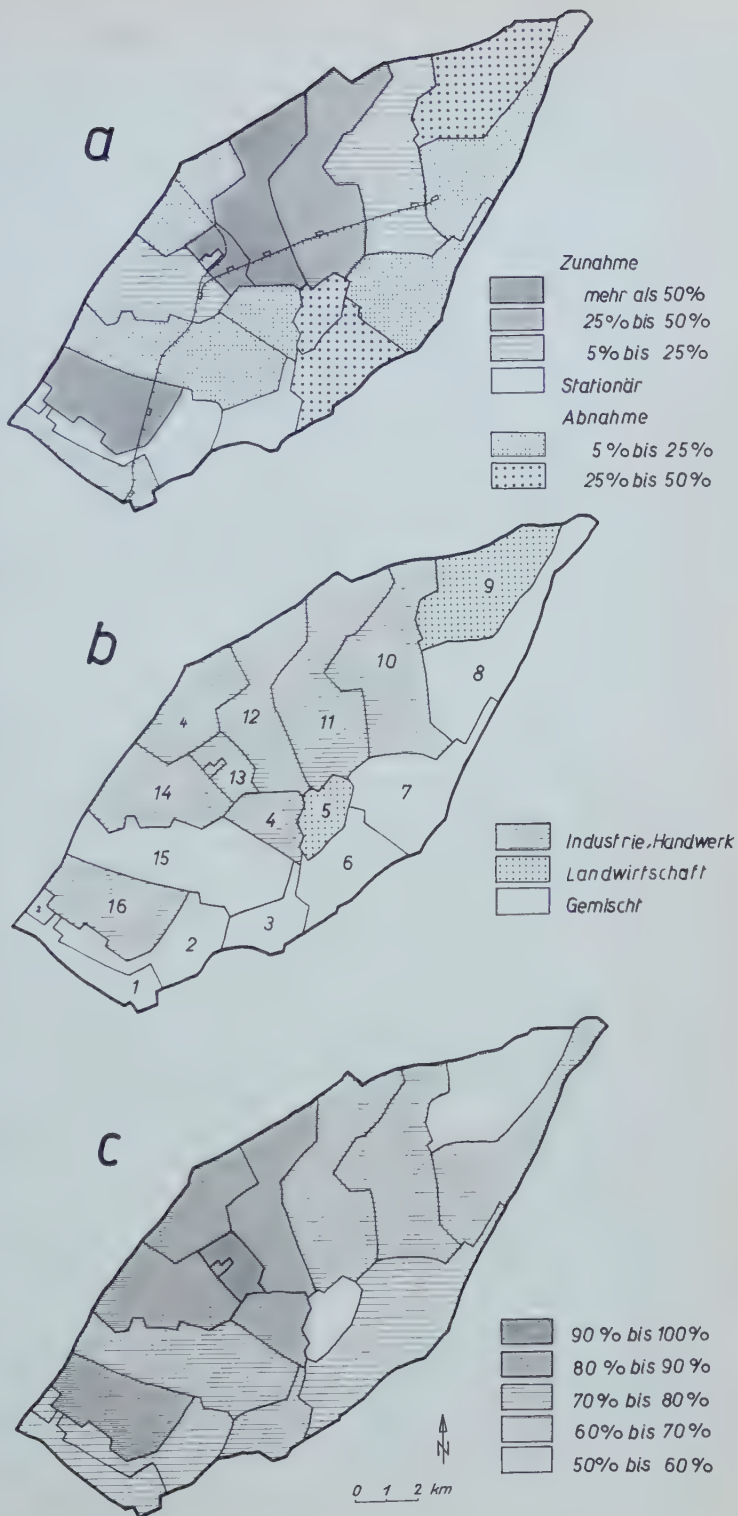 a
Zunahme
mehr als 50%
25% bis 50%
5% bis 25%
Stationär
Abnahme
5% bis 25%
25% bis 50%
b
9
10
8
4
12
11
13
7
14
4
5
6
15
16
3
2
1
Industrie, Handwerk
Landwirtschaft
Gemischt
c
90% bis 100%
80% bis 90%
70% bis 80%
60% bis 70%
50% bis 60%
N
0 1 2 km